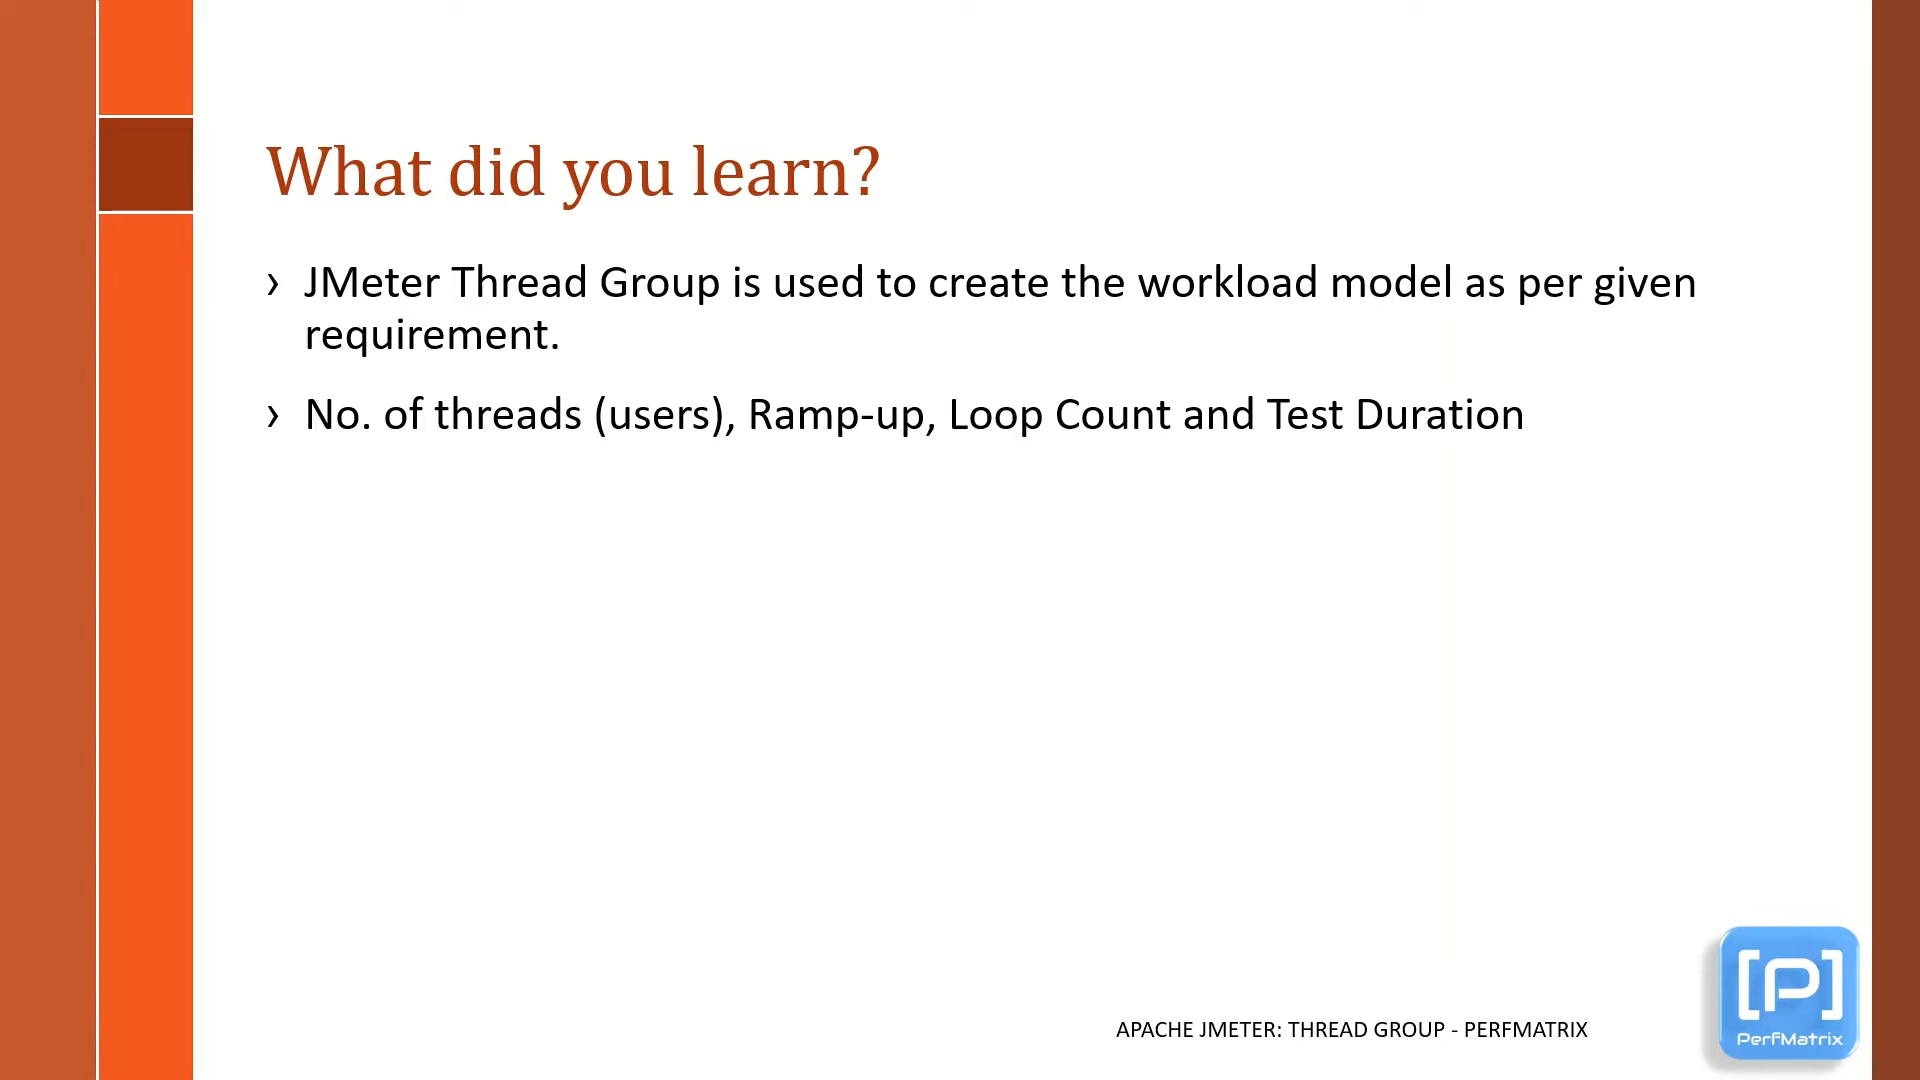 What did you learn?
› JMeter Thread Group is used to create the workload model as per given
requirement.
› No. of threads (users), Ramp-up, Loop Count and Test Duration
APACHE JMETER: THREAD GROUP - PERFMATRIX
[P]
PerfMatrix